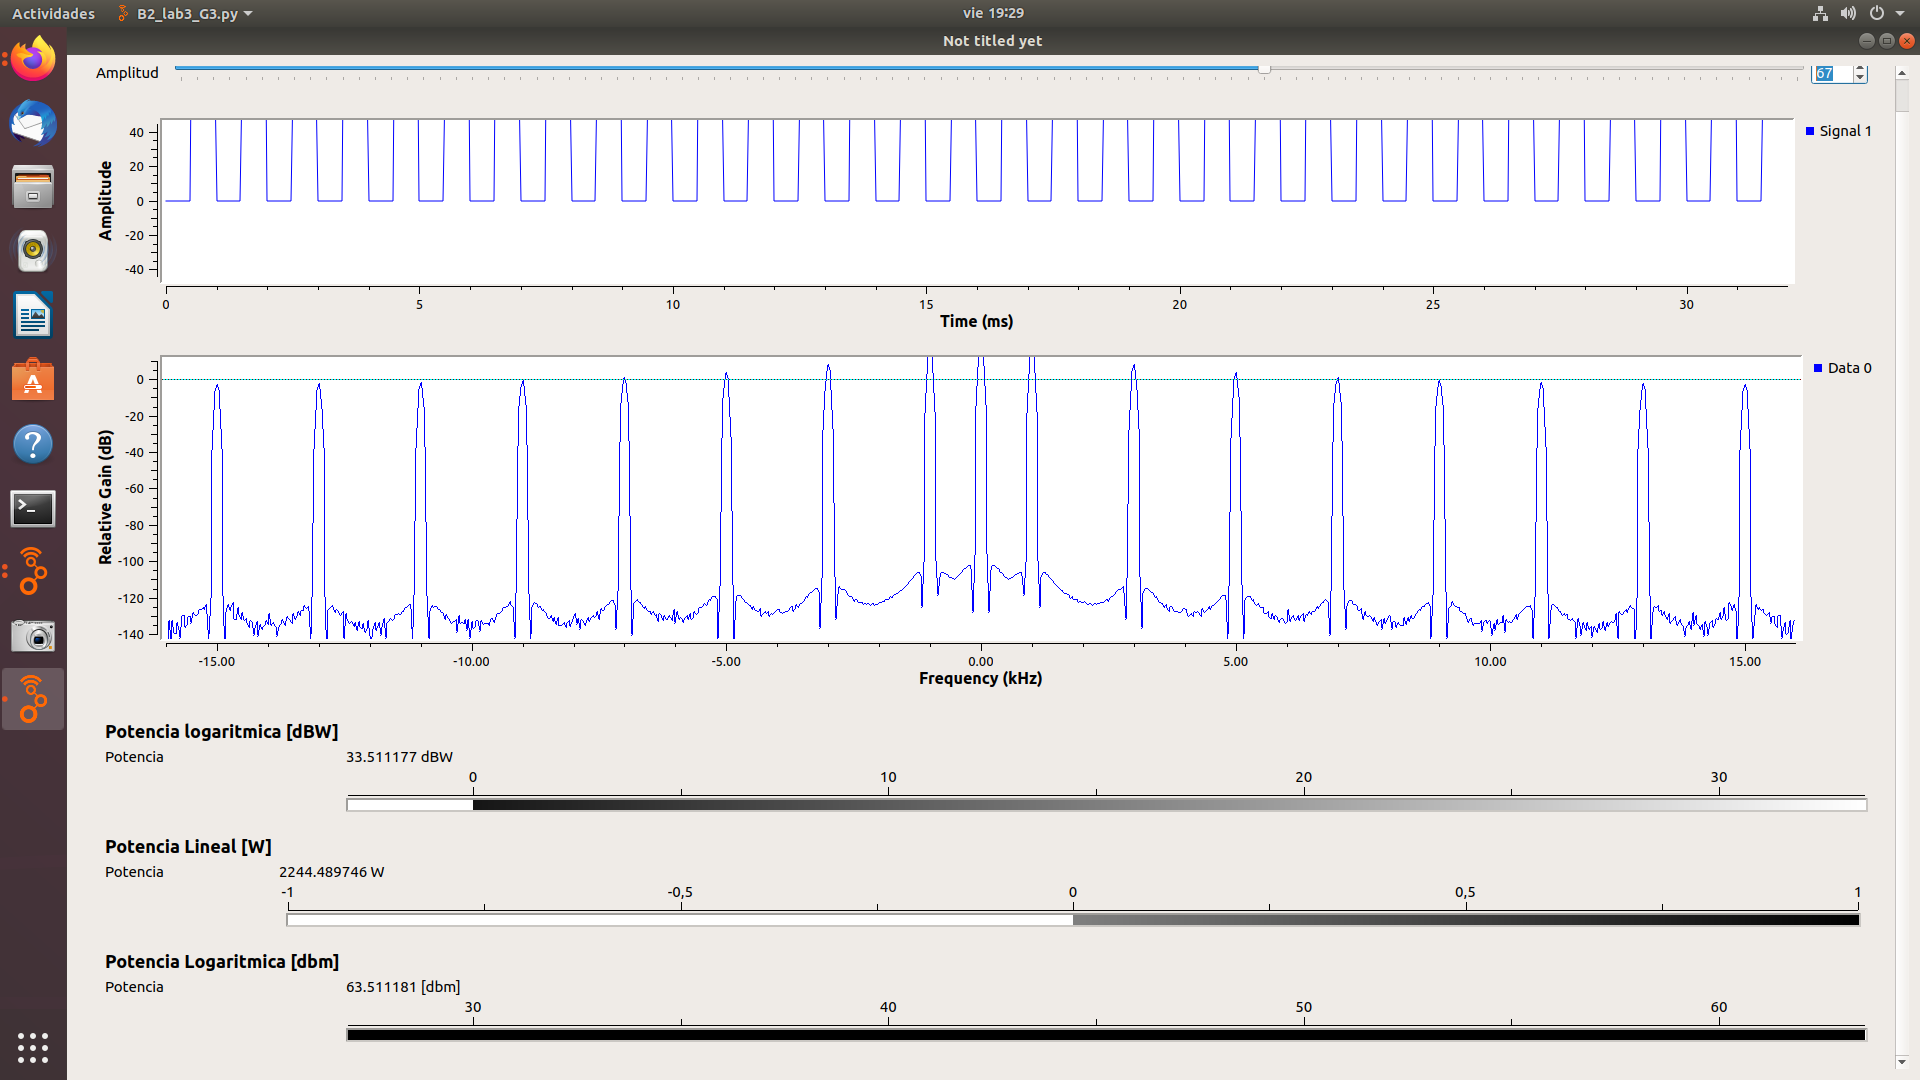 Actividades B2_lab3_G3.py vie 19:29
Not titled yet
Amplitud 67
40
20
0
-20
-40
Amplitude
Signal 1
0 5 10 15 20 25 30
Time (ms)
0
-20
-40
-60
-80
-100
-120
-140
Relative Gain (dB)
Data 0
-15.00 -10.00 -5.00 0.00 5.00 10.00 15.00
Frequency (kHz)
Potencia logaritmica [dBW]
Potencia 33.511177 dBW
0 10 20 30
Potencia Lineal [W]
Potencia 2244.489746 W
-1 -0,5 0 0,5 1
Potencia Logaritmica [dbm]
Potencia 63.511181 [dbm]
30 40 50 60